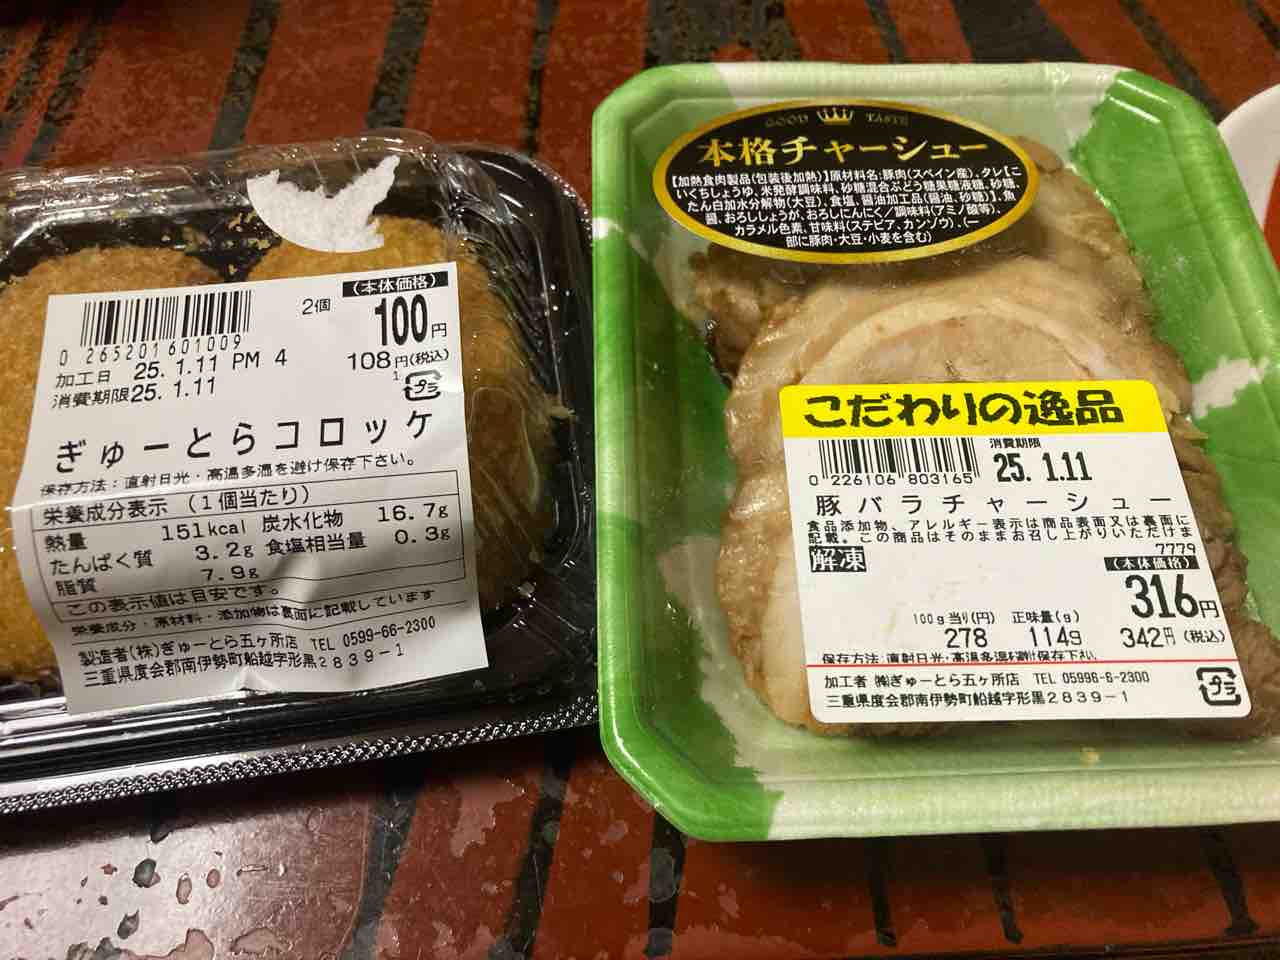 (本体価格)
2個 100円
0 265201601009
108円(税込)
加工日 25. 1.11 PM 4
1
プラ
消費期限25. 1.11
ぎゅーとらコロッケ
保存方法:直射日光・高温多湿を避け保存下さい。
栄養成分表示 (1個当たり)
熱量 151kcal 炭水化物 16.7g
たんぱく質 3.2g 食塩相当量 0.3g
脂質 7.9g
この表示値は目安です。
栄養成分・原材料・添加物は裏面に記載しています
製造者(株)ぎゅーとら五ヶ所店 TEL 0599-66-2300
三重県度会郡南伊勢町船越字形黒2839-1
GOOD TASTE
本格チャーシュー
【加熱食肉製品(包装後加熱)】原材料名:豚肉(スペイン産)、タレ【こ
いくちしょうゆ、米発酵調味料、砂糖混合ぶどう糖果糖液糖、砂糖、
たん白加水分解物(大豆)、食塩、醤油加工品(醤油、砂糖)】、魚
醤、おろししょうが、おろしにんにく/調味料(アミノ酸等)、
カラメル色素、甘味料(ステビア、カンゾウ)、(一
部に豚肉・大豆・小麦を含む)
こだわりの逸品
消費期限
0 226106 803165 25. 1.11
豚バラチャーシュー
食品添加物、アレルギー表示は商品表面又は裏面に
記載。この商品はそのままお召し上がりいただけま
7779
解凍 (本体価格)
316円
100g当り(円) 正味量(g)
278 114g 342円(税込)
保存方法:直射日光・高温多湿を避け保存下さい。
加工者 ㈱ぎゅーとら五ヶ所店 TEL 05996-6-2300
三重県度会郡南伊勢町船越字形黒2839-1
プラ